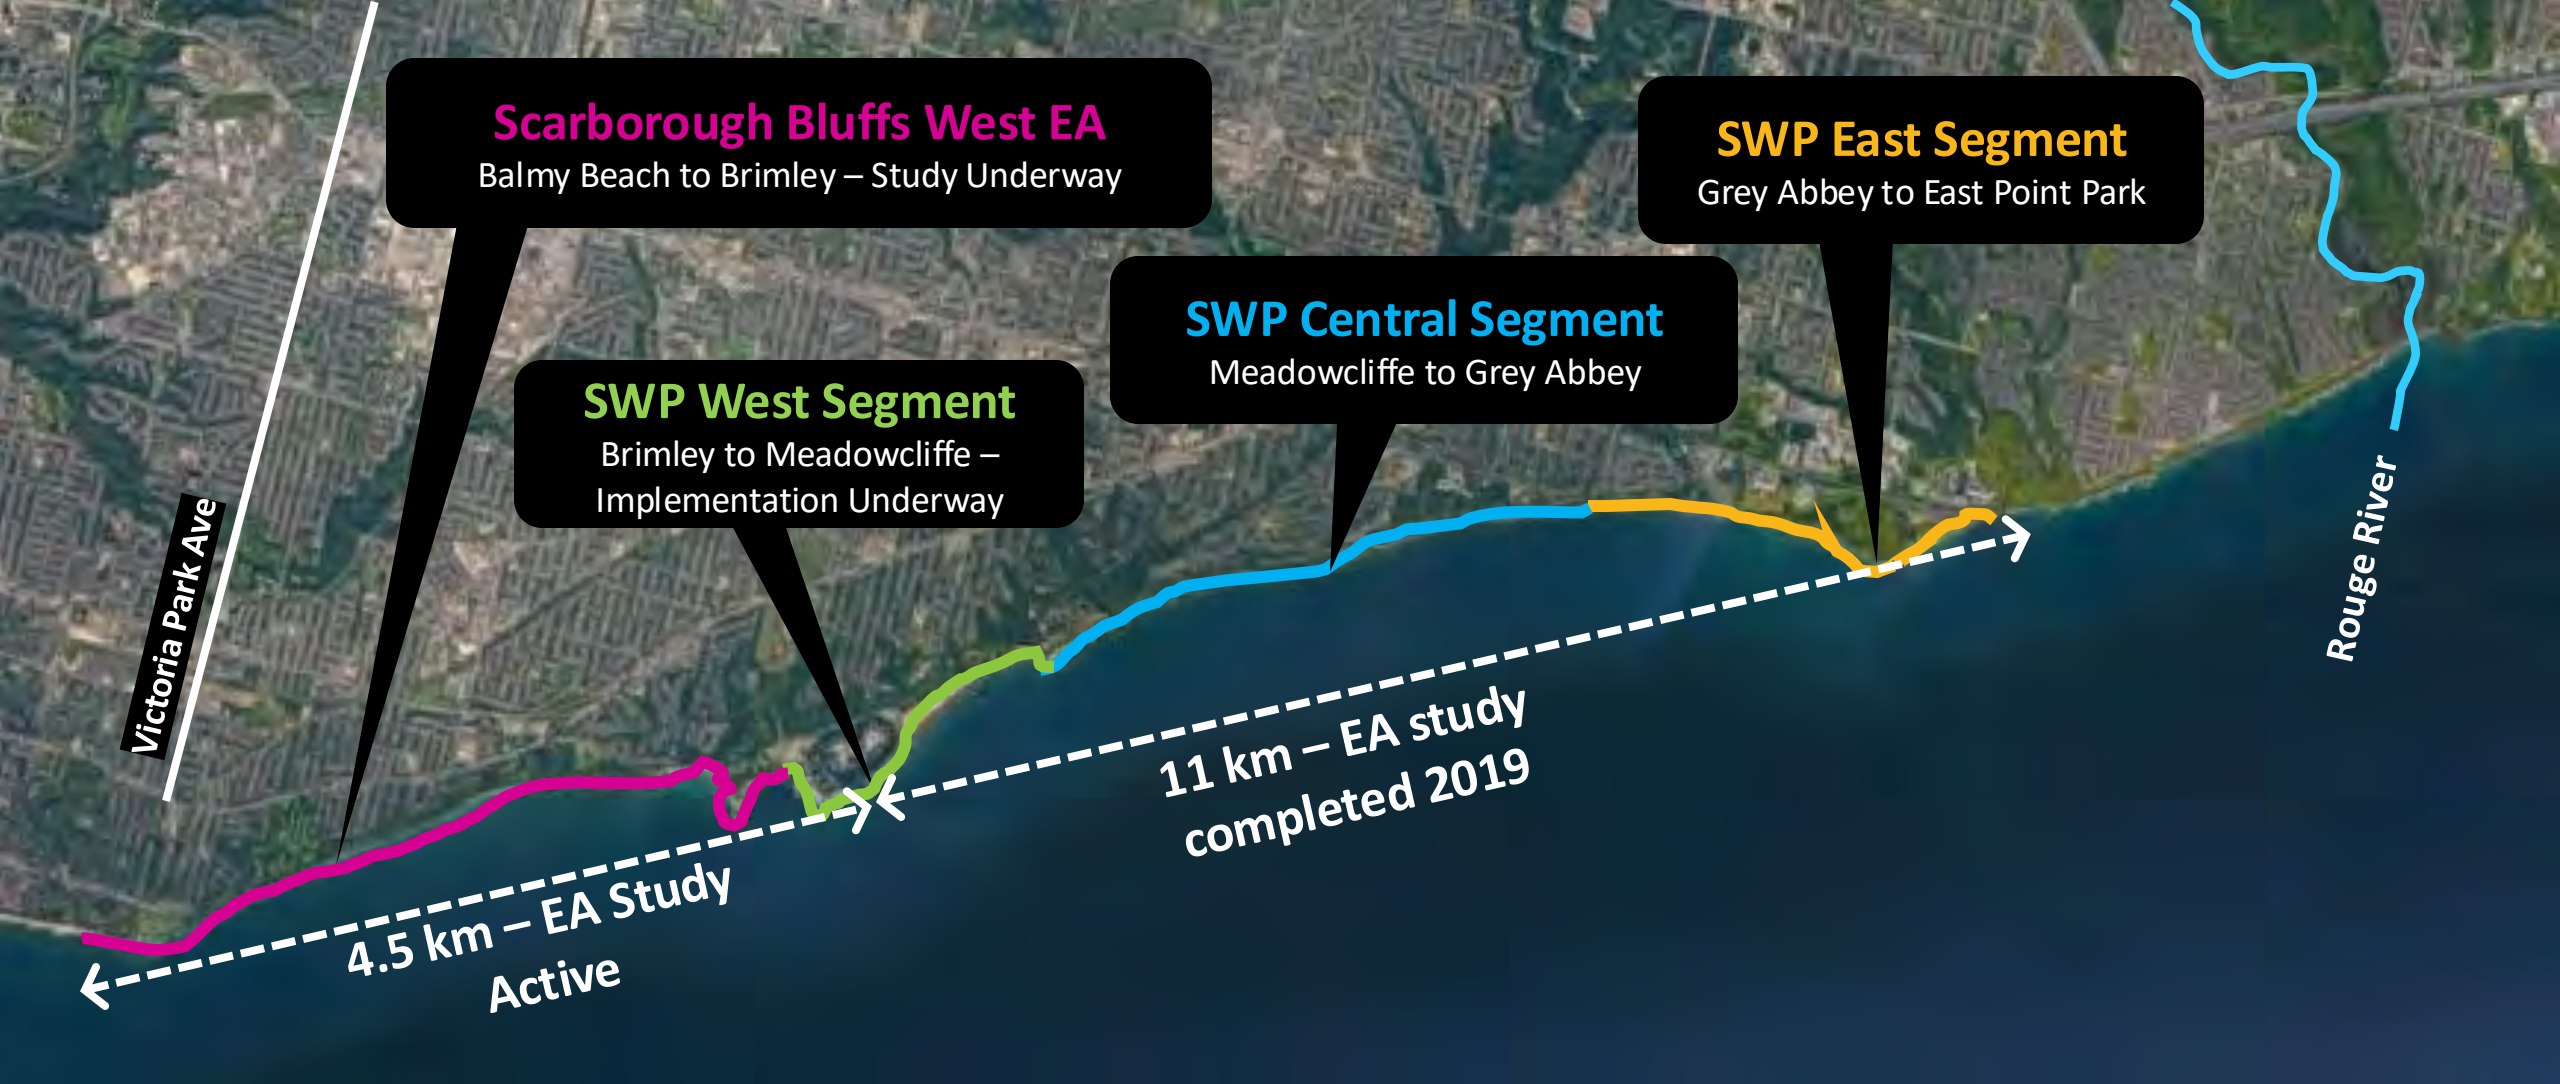 Scarborough Bluffs West EA
Balmy Beach to Brimley – Study Underway
SWP East Segment
Grey Abbey to East Point Park
SWP Central Segment
Meadowcliffe to Grey Abbey
SWP West Segment
Brimley to Meadowcliffe –
Implementation Underway
Victoria Park Ave
Rouge River
11 km – EA study
completed 2019
4.5 km – EA Study
Active